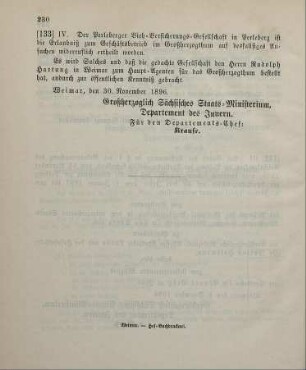 280
[133] IV. Der Perleberger Vieh-Versicherungs-Gesellschaft in Perleberg ist
die Erlaubniß zum Geschäftsbetrieb im Großherzogthum auf desfallsiges An-
suchen widerruflich ertheilt worden.
Es wird Solches und daß die gedachte Gesellschaft den Herrn Rudolph
Hartung in Weimar zum Haupt-Agenten für das Großherzogthum bestellt
hat, andurch zur öffentlichen Kenntniß gebracht.
Weimar, den 30. November 1896.
Großherzoglich Sächsisches Staats-Ministerium,
Departement des Innern.
Für den Departements-Chef:
Krause.
Weimar. — Hof-Buchdruckerei.